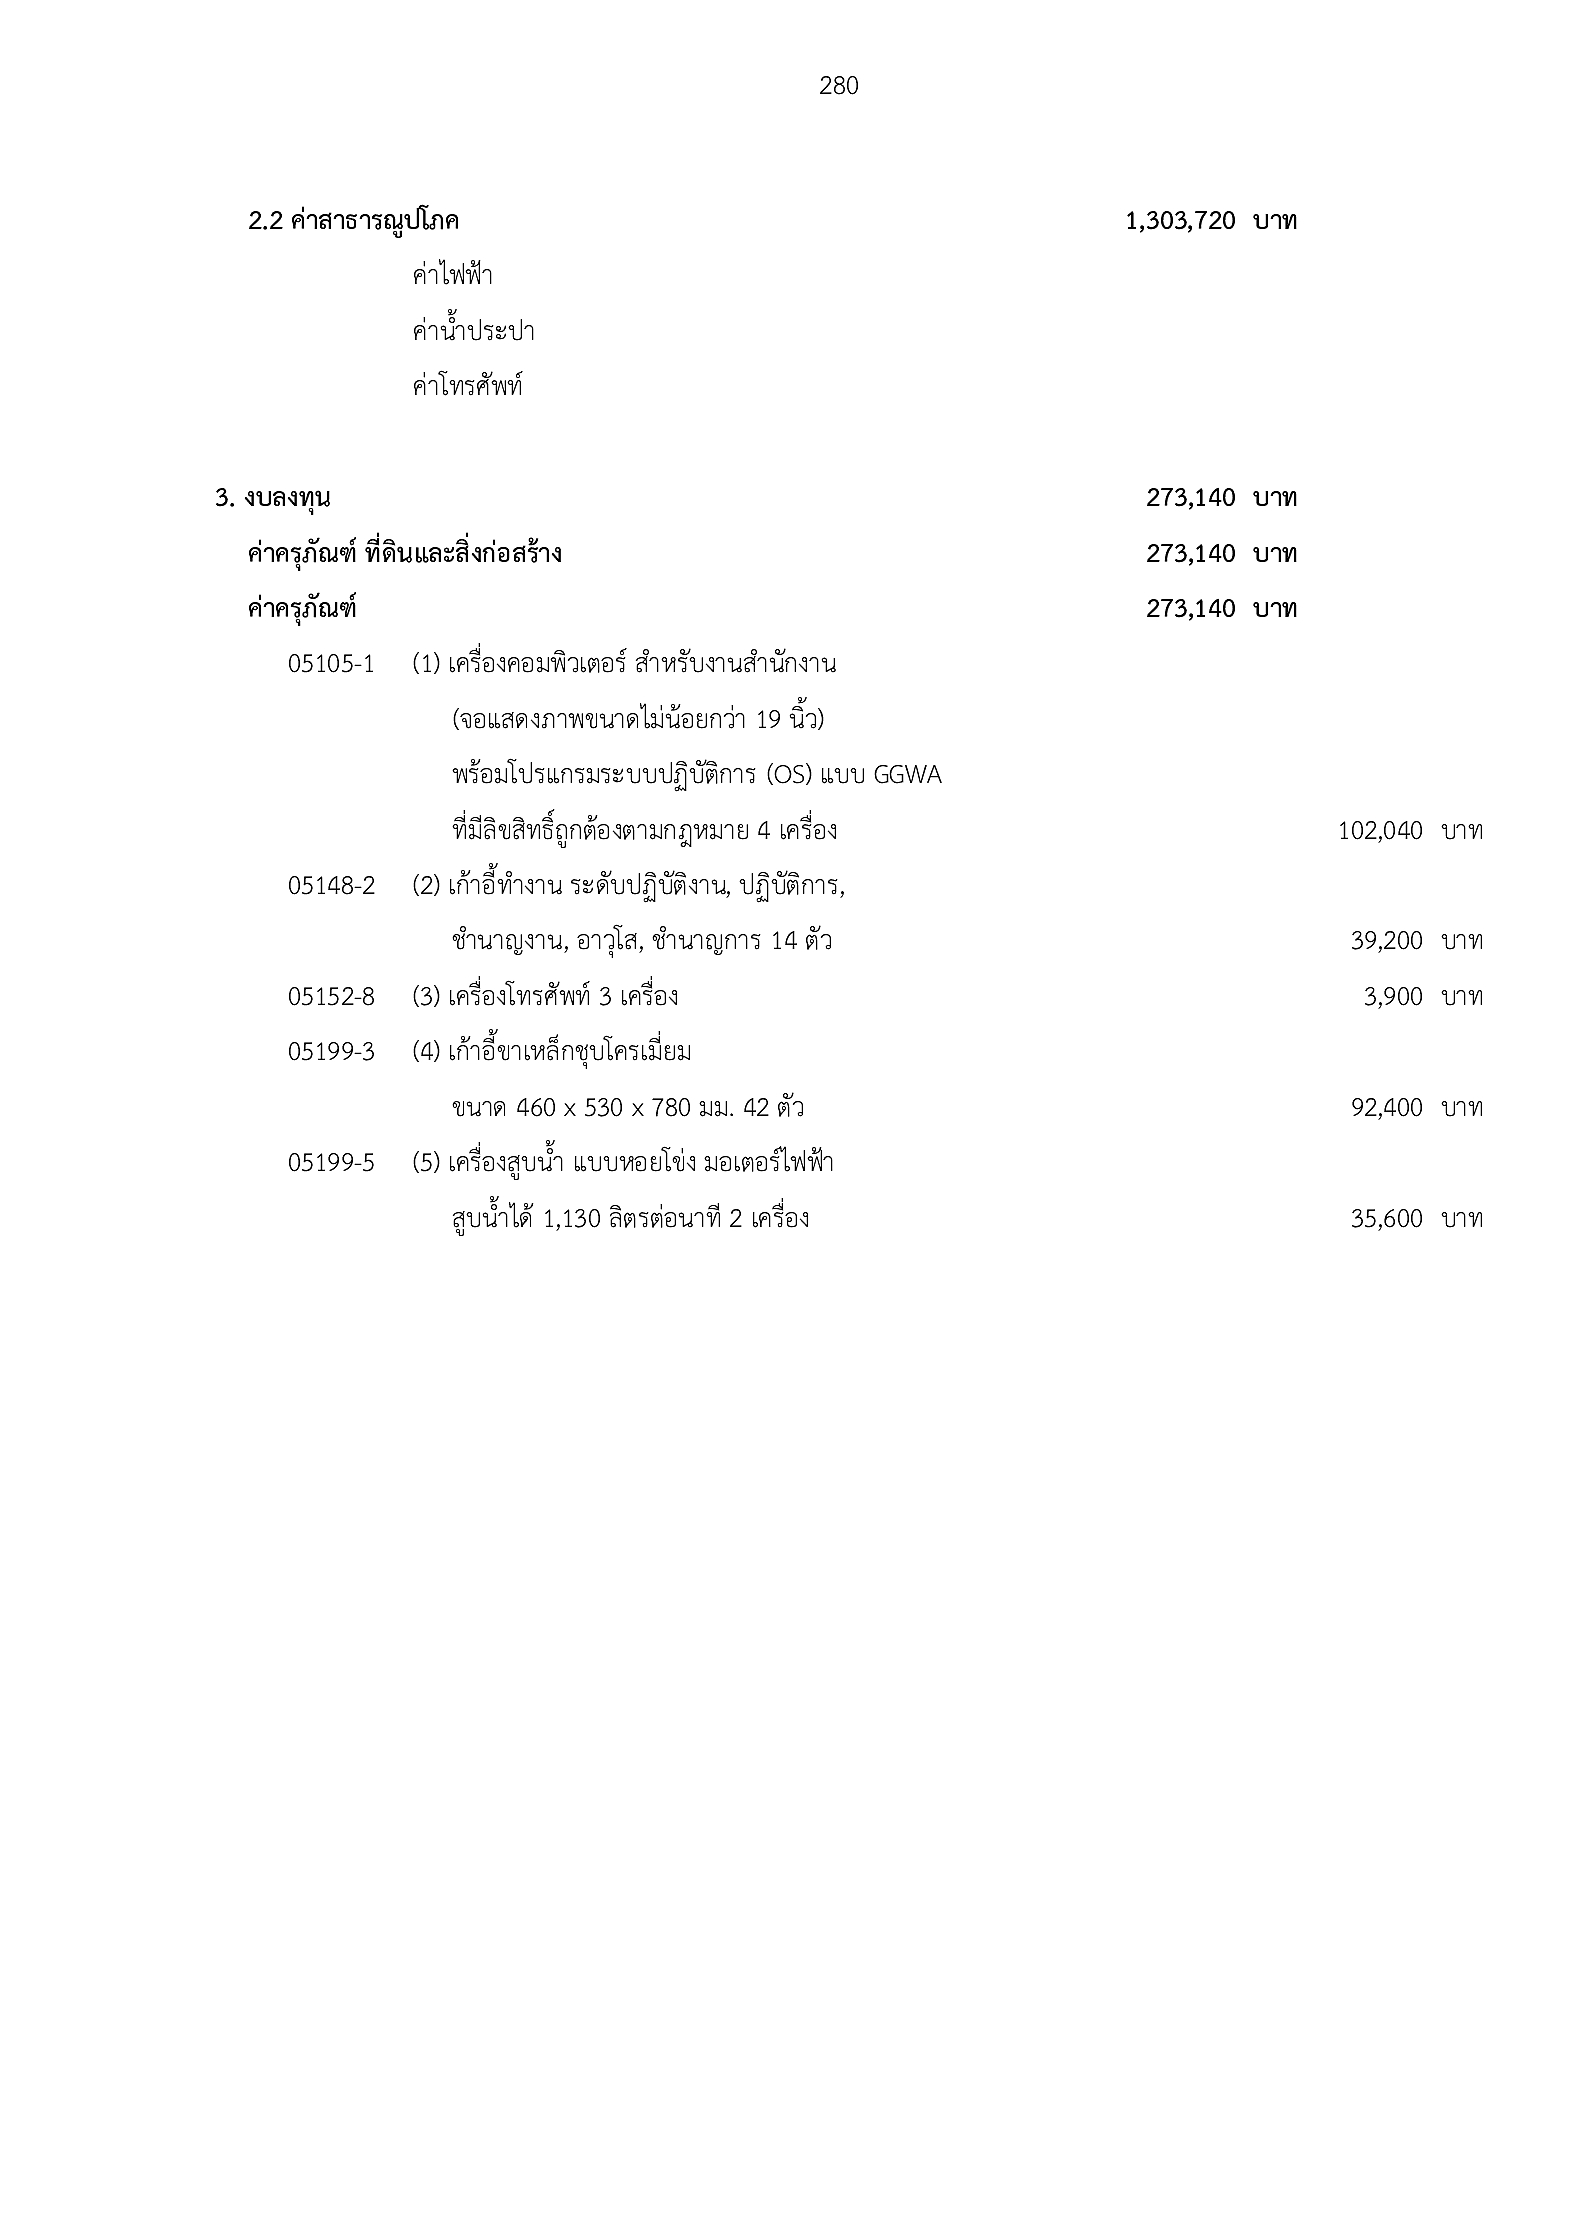 280
2.2 ค่าสาธารณูปโภค 1,303,720 บาท
ค่าไฟฟ้า
ค่าน้ำประปา
ค่าโทรศัพท์
3. งบลงทุน 273,140 บาท
ค่าครุภัณฑ์ ที่ดินและสิ่งก่อสร้าง 273,140 บาท
ค่าครุภัณฑ์ 273,140 บาท
05105-1 (1) เครื่องคอมพิวเตอร์ สำหรับงานสำนักงาน
(จอแสดงภาพขนาดไม่น้อยกว่า 19 นิ้ว)
พร้อมโปรแกรมระบบปฏิบัติการ (OS) แบบ GGWA
ที่มีลิขสิทธิ์ถูกต้องตามกฎหมาย 4 เครื่อง 102,040 บาท
05148-2 (2) เก้าอี้ทำงาน ระดับปฏิบัติงาน, ปฏิบัติการ,
ชำนาญงาน, อาวุโส, ชำนาญการ 14 ตัว 39,200 บาท
05152-8 (3) เครื่องโทรศัพท์ 3 เครื่อง 3,900 บาท
05199-3 (4) เก้าอี้ขาเหล็กชุบโครเมี่ยม
ขนาด 460 x 530 x 780 มม. 42 ตัว 92,400 บาท
05199-5 (5) เครื่องสูบน้ำ แบบหอยโข่ง มอเตอร์ไฟฟ้า
สูบน้ำได้ 1,130 ลิตรต่อนาที 2 เครื่อง 35,600 บาท